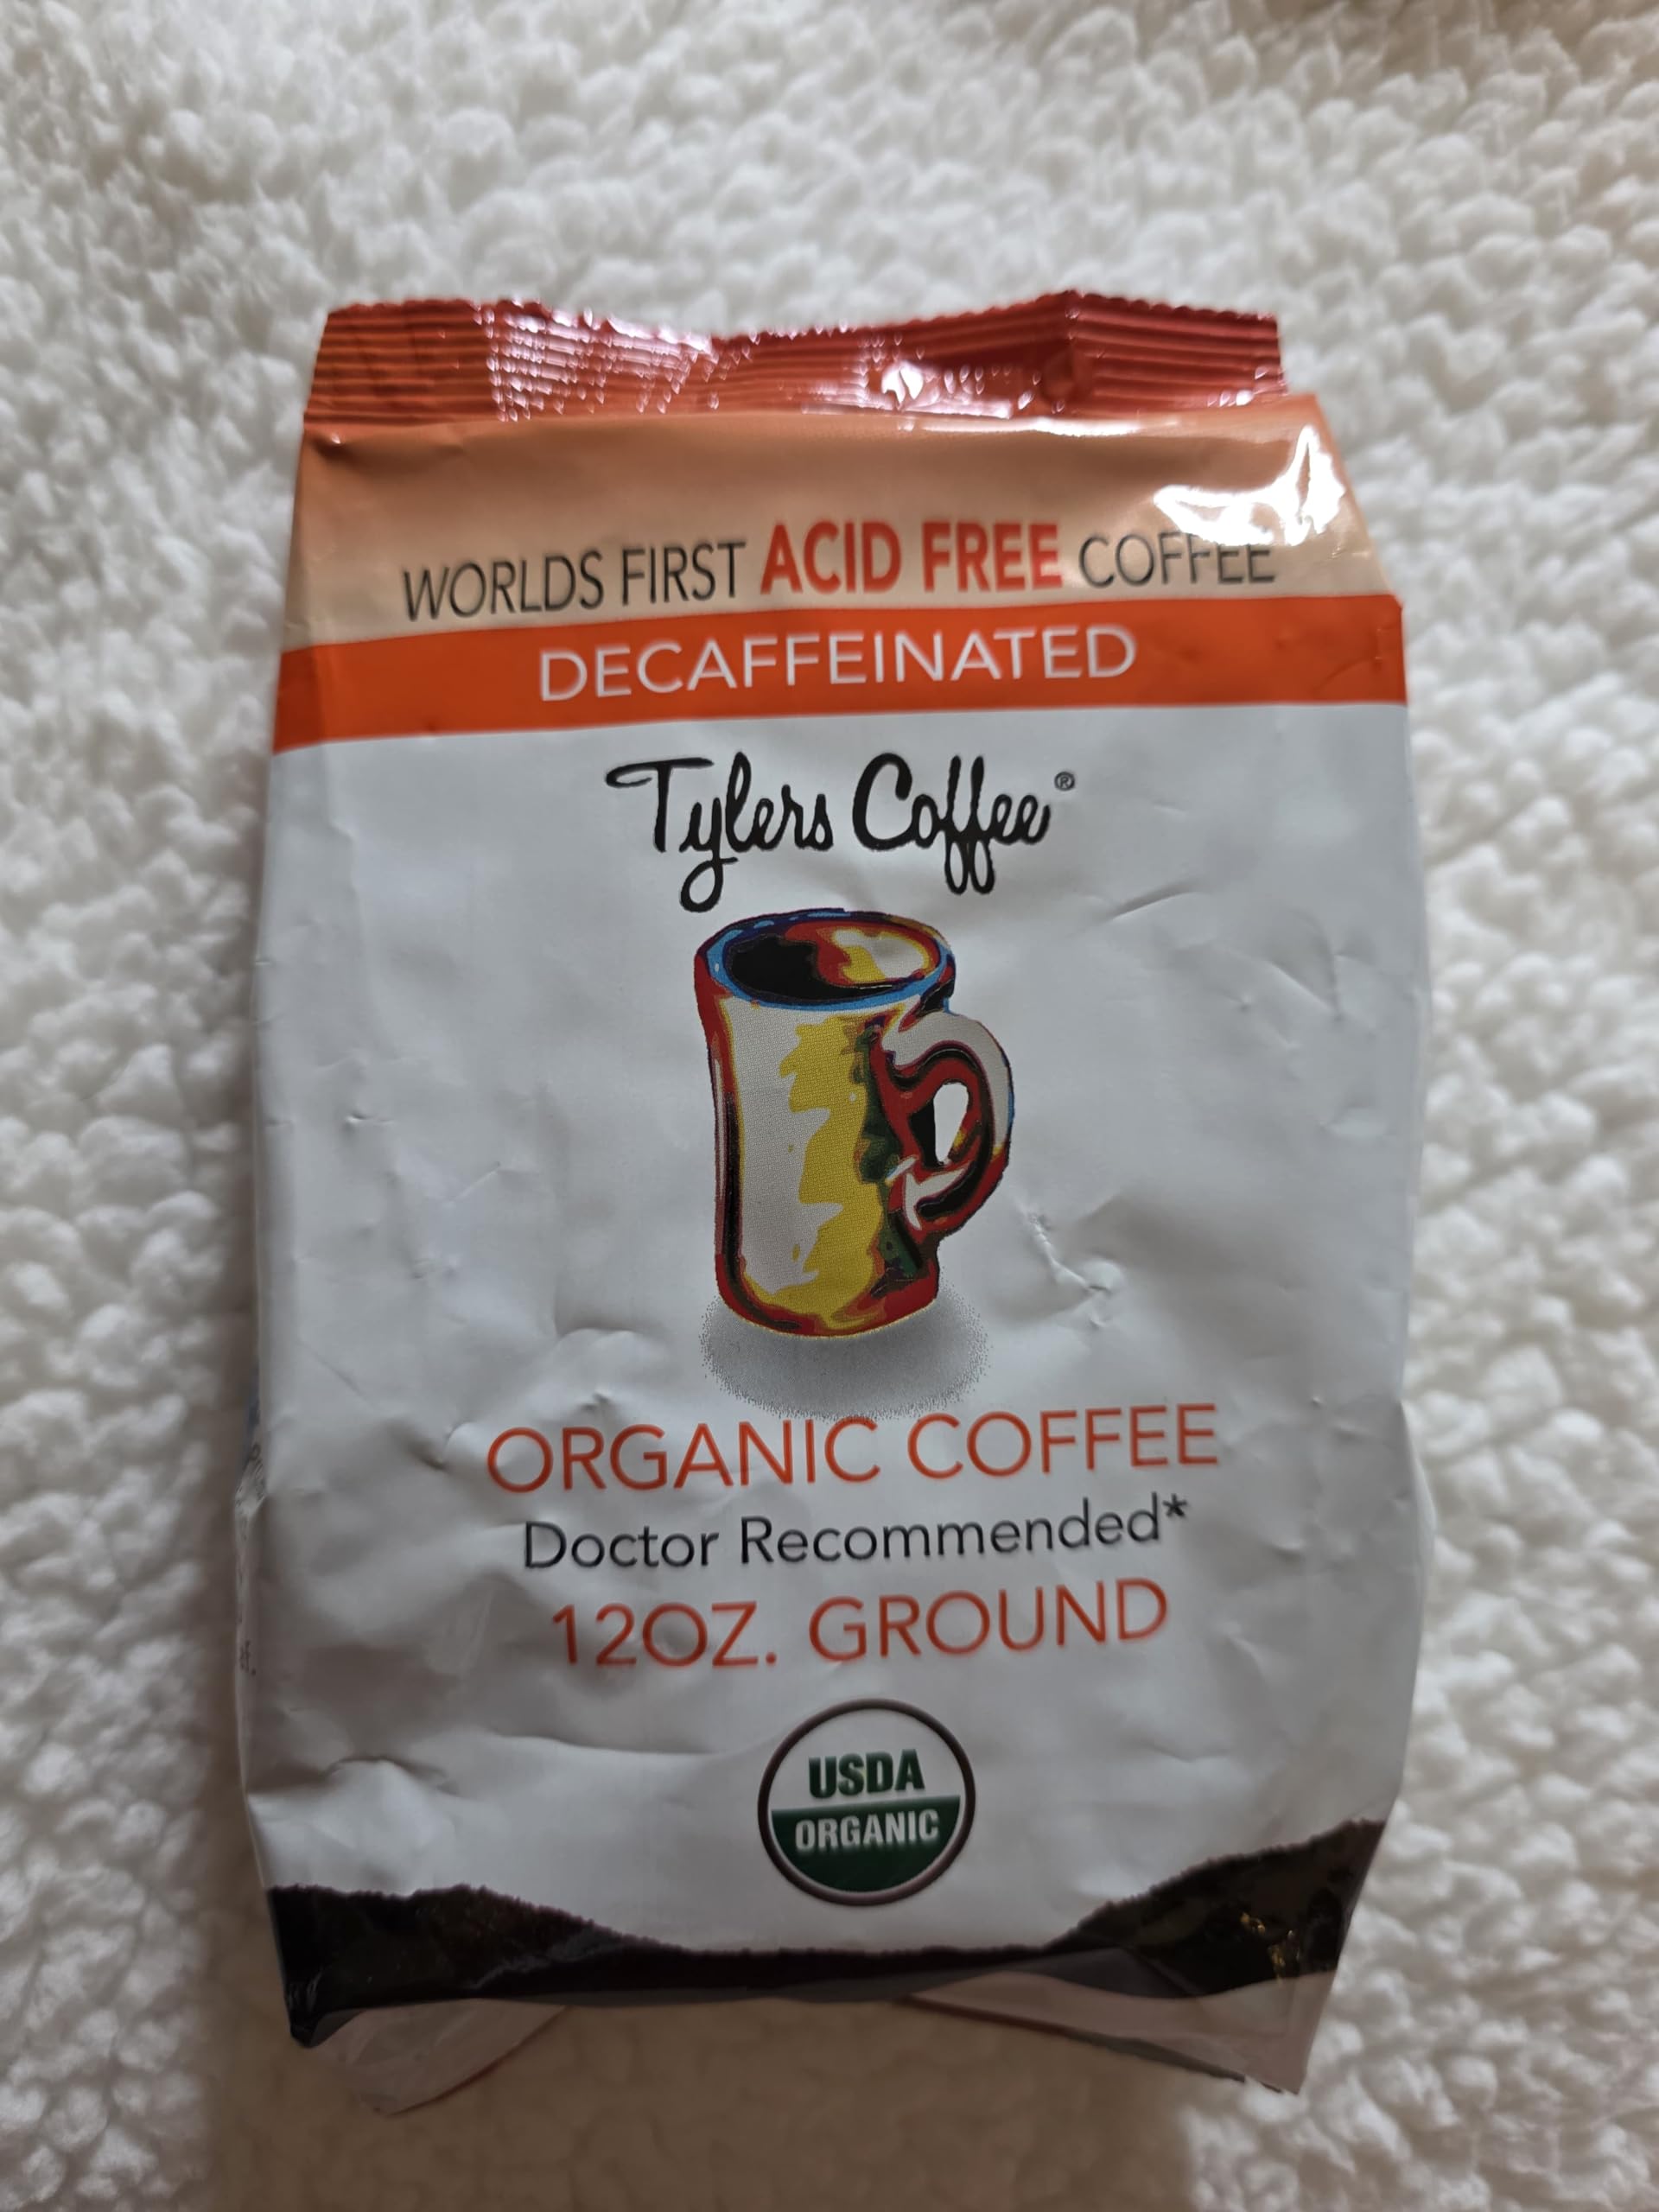 WORLDS FIRST ACID FREE COFFEE
DECAFFEINATED
Tylers Coffee®
ORGANIC COFFEE
Doctor Recommended*
12OZ. GROUND
USDA
ORGANIC